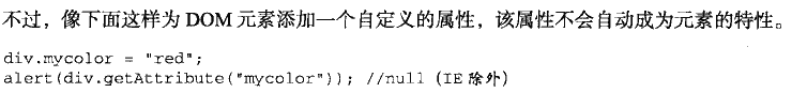 不过，像下面这样为 DOM 元素添加一个自定义的属性，该属性不会自动成为元素的特性。
div.mycolor = "red";
alert(div.getAttribute("mycolor")); //null (IE 除外)